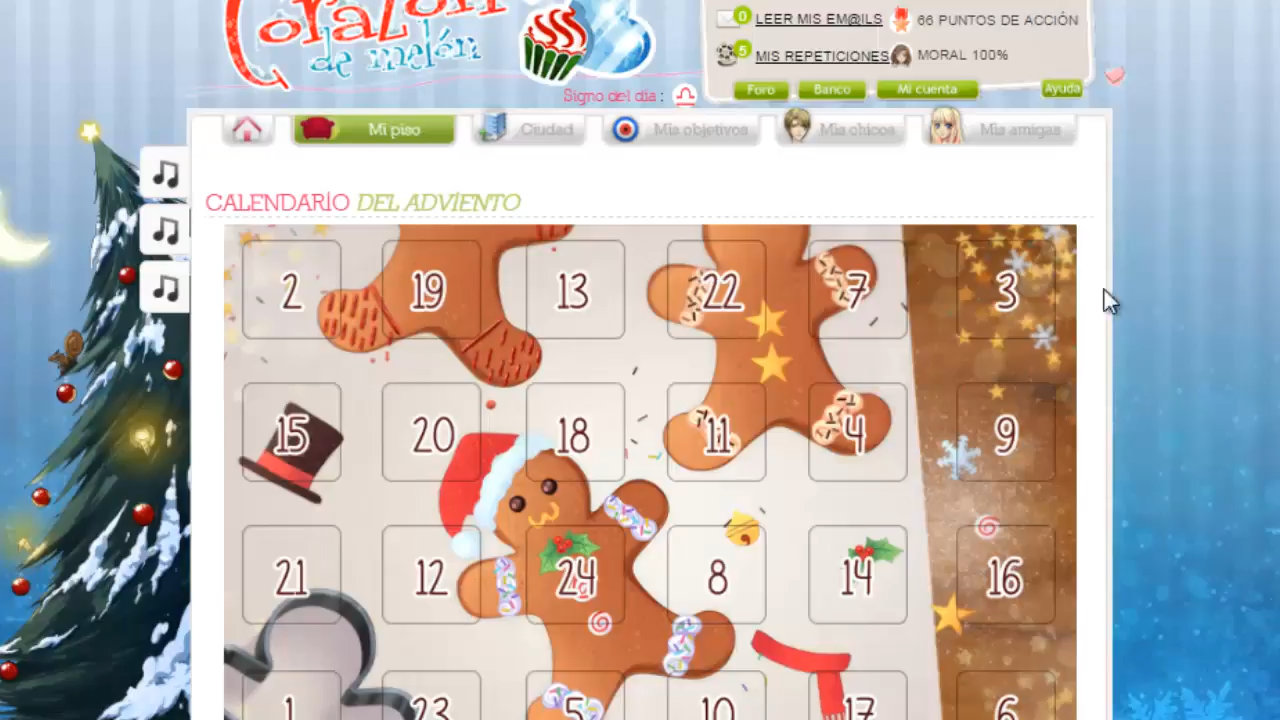 Corazón
de melón
0 LEER MIS EM@ILS 66 PUNTOS DE ACCIÓN
5 MIS REPETICIONES MORAL 100%
Foro Banco Mi cuenta Ayuda
Signo del día :
Mi piso Ciudad Mis objetivos Mis chicos Mis amigas
CALENDARIO DEL ADVIENTO
2 19 13 22 7 3
15 20 18 11 4 9
21 12 24 8 14 16
1 23 5 10 17 6